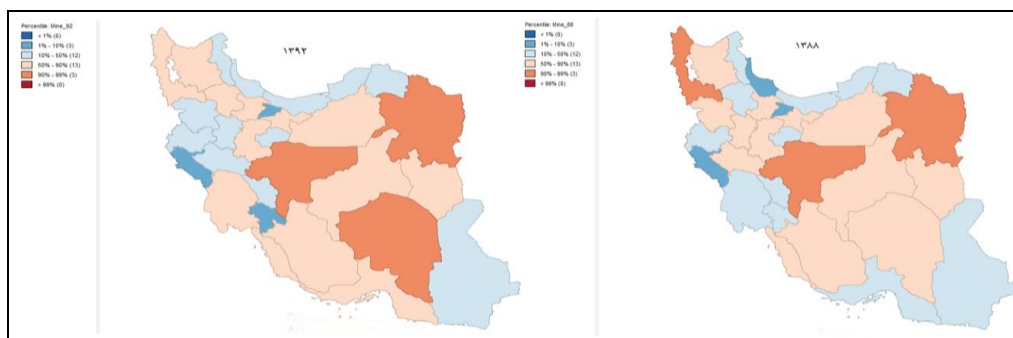 Percentile: Mine_92
< 1% (0)
1% - 10% (3)
10% - 50% (12)
50% - 90% (13)
90% - 99% (3)
> 99% (0)
۱۳۹۲
Percentile: Mine_88
< 1% (0)
1% - 10% (3)
10% - 50% (12)
50% - 90% (13)
90% - 99% (3)
> 99% (0)
۱۳۸۸